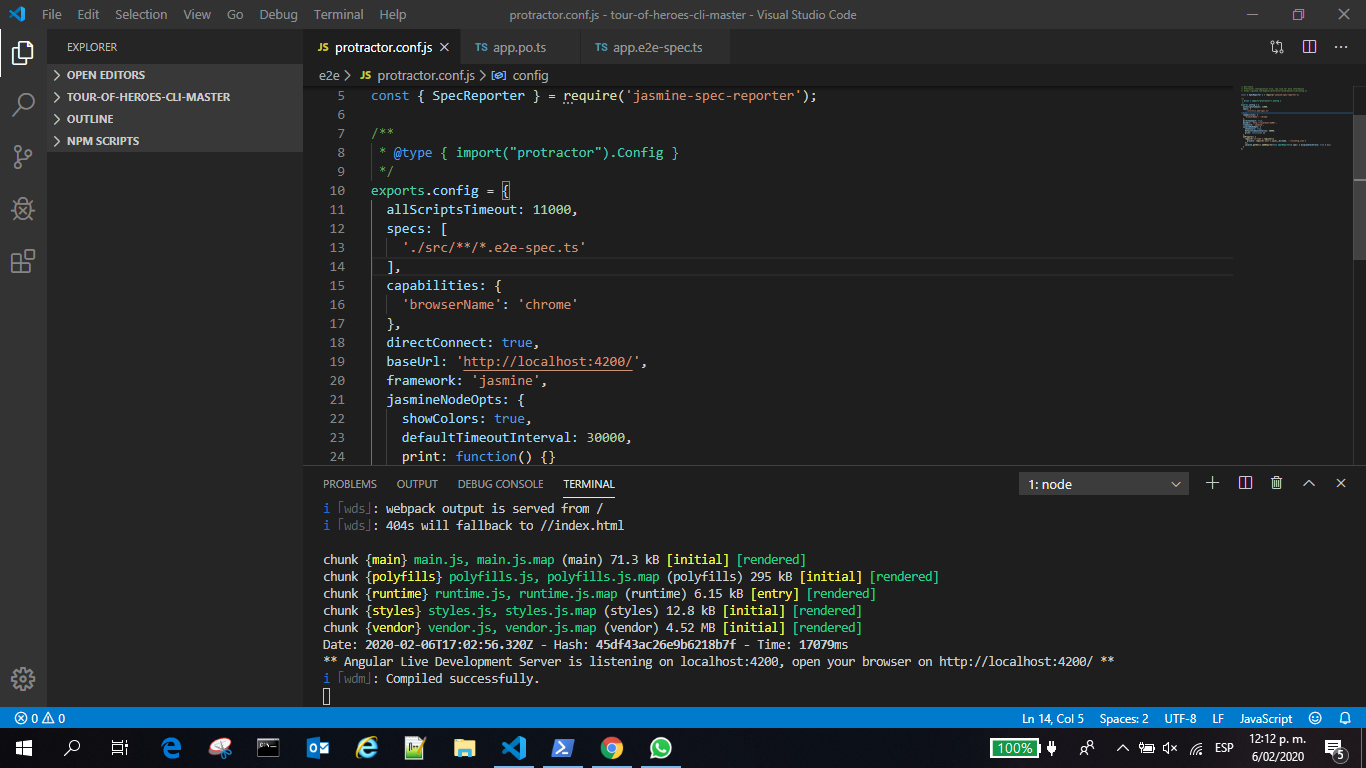 File Edit Selection View Go Debug Terminal Help protractor.conf.js - tour-of-heroes-cli-master - Visual Studio Code
EXPLORER
OPEN EDITORS
TOUR-OF-HEROES-CLI-MASTER
OUTLINE
NPM SCRIPTS
JS protractor.conf.js TS app.po.ts TS app.e2e-spec.ts
e2e > JS protractor.conf.js > config
5 const { SpecReporter } = require('jasmine-spec-reporter');
6
7 /**
8 * @type { import("protractor").Config }
9 */
10 exports.config = {
11 allScriptsTimeout: 11000,
12 specs: [
13 './src/**/*.e2e-spec.ts'
14 ],
15 capabilities: {
16 'browserName': 'chrome'
17 },
18 directConnect: true,
19 baseUrl: 'http://localhost:4200/',
20 framework: 'jasmine',
21 jasmineNodeOpts: {
22 showColors: true,
23 defaultTimeoutInterval: 30000,
24 print: function() {}
PROBLEMS OUTPUT DEBUG CONSOLE TERMINAL 1: node
i ｢wds｣: webpack output is served from /
i ｢wds｣: 404s will fallback to //index.html
chunk {main} main.js, main.js.map (main) 71.3 kB [initial] [rendered]
chunk {polyfills} polyfills.js, polyfills.js.map (polyfills) 295 kB [initial] [rendered]
chunk {runtime} runtime.js, runtime.js.map (runtime) 6.15 kB [entry] [rendered]
chunk {styles} styles.js, styles.js.map (styles) 12.8 kB [initial] [rendered]
chunk {vendor} vendor.js, vendor.js.map (vendor) 4.52 MB [initial] [rendered]
Date: 2020-02-06T17:02:56.320Z - Hash: 45df43ac26e9b6218b7f - Time: 17079ms
** Angular Live Development Server is listening on localhost:4200, open your browser on http://localhost:4200/ **
i ｢wdm｣: Compiled successfully.
0 0 Ln 14, Col 5 Spaces: 2 UTF-8 LF JavaScript
100% ESP 12:12 p. m.
6/02/2020 5